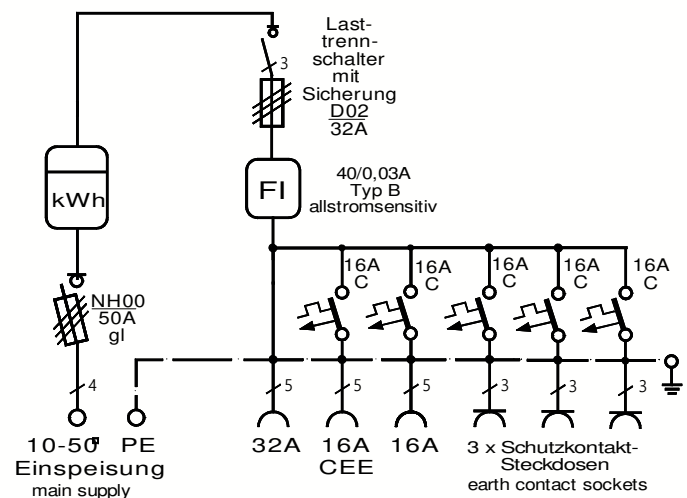 Last-
trenn-
schalter
mit
Sicherung
D02
32A
3
kWh
FI
40/0,03A
Typ B
allstromsensitiv
NH00
50A
gl
16A
C
16A
C
16A
C
16A
C
16A
C
4
5
5
5
3
3
3
10-50
PE
Einspeisung
main supply
32A
16A
CEE
16A
3 x Schutzkontakt-
Steckdosen
earth contact sockets